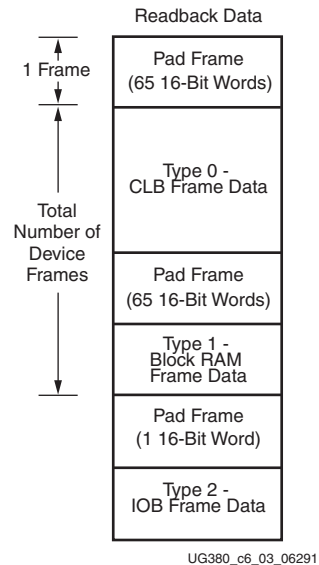 Readback Data
1 Frame
Pad Frame
(65 16-Bit Words)
Type 0 -
CLB Frame Data
Total
Number of
Device
Frames
Pad Frame
(65 16-Bit Words)
Type 1 -
Block RAM
Frame Data
Pad Frame
(1 16-Bit Word)
Type 2 -
IOB Frame Data
UG380_c6_03_06291